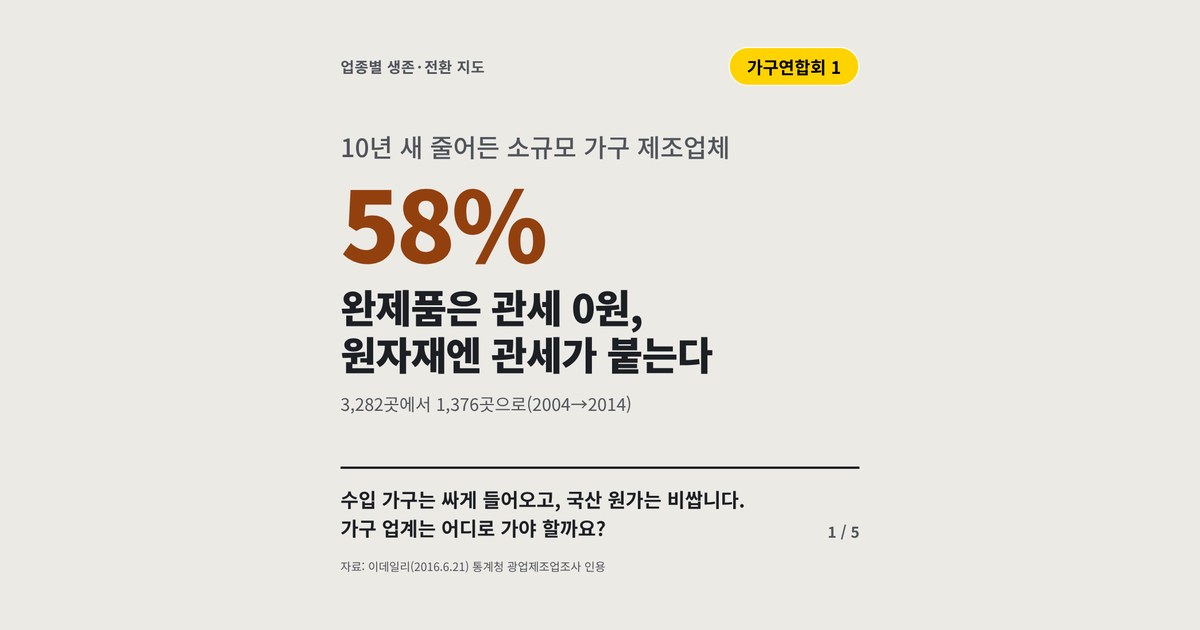 업종별 생존·전환 지도
가구연합회 1
10년 새 줄어든 소규모 가구 제조업체
58%
완제품은 관세 0원,
원자재엔 관세가 붙는다
3,282곳에서 1,376곳으로(2004→2014)
수입 가구는 싸게 들어오고, 국산 원가는 비쌉니다.
가구 업계는 어디로 가야 할까요?
1 / 5
자료: 이데일리(2016.6.21) 통계청 광업제조업조사 인용